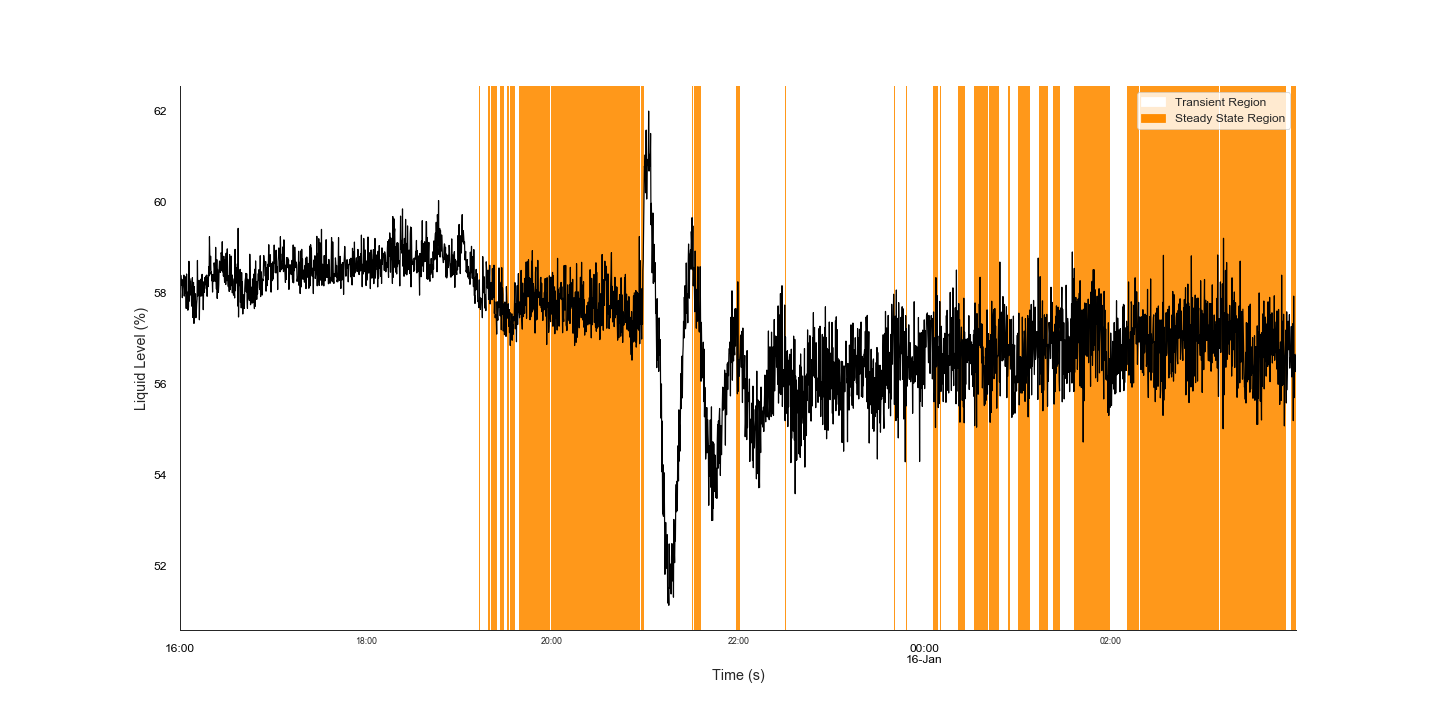 Transient Region
Steady State Region
62
60
58
56
54
52
Liquid Level (%)
16:00
18:00
20:00
22:00
00:00
02:00
16-Jan
Time (s)